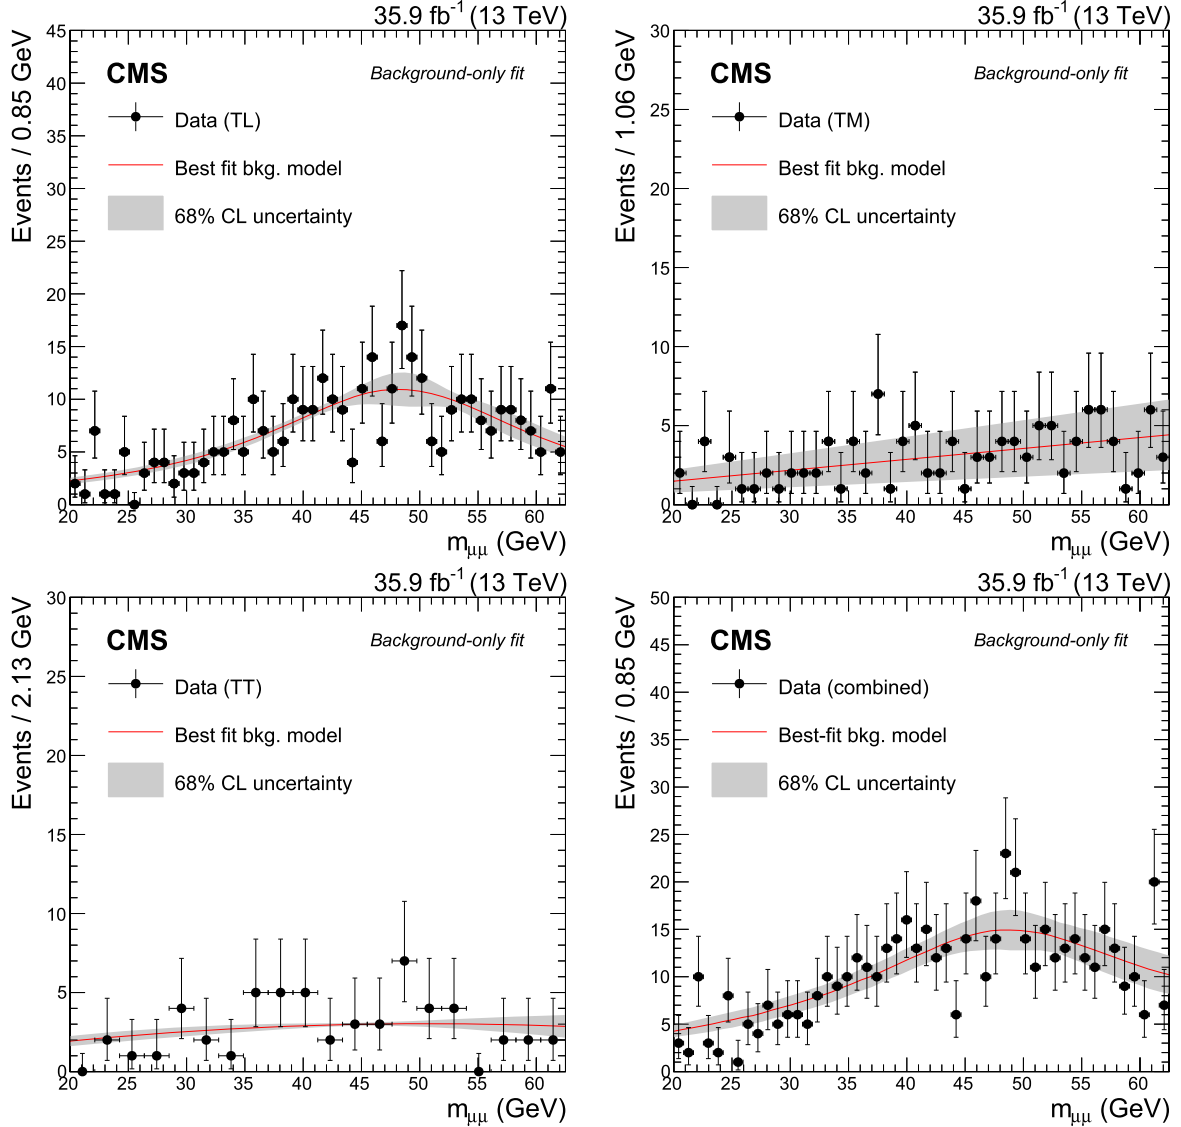 35.9 fb⁻¹ (13 TeV)
Events / 0.85 GeV
CMS
Background-only fit
Data (TL)
Best fit bkg. model
68% CL uncertainty
45
40
35
30
25
20
15
10
5
0
20 25 30 35 40 45 50 55 60
mμμ (GeV)
35.9 fb⁻¹ (13 TeV)
Events / 1.06 GeV
CMS
Background-only fit
Data (TM)
Best fit bkg. model
68% CL uncertainty
30
25
20
15
10
5
0
20 25 30 35 40 45 50 55 60
mμμ (GeV)
35.9 fb⁻¹ (13 TeV)
Events / 2.13 GeV
CMS
Background-only fit
Data (TT)
Best fit bkg. model
68% CL uncertainty
30
25
20
15
10
5
0
20 25 30 35 40 45 50 55 60
mμμ (GeV)
35.9 fb⁻¹ (13 TeV)
Events / 0.85 GeV
CMS
Background-only fit
Data (combined)
Best-fit bkg. model
68% CL uncertainty
50
45
40
35
30
25
20
15
10
5
0
20 25 30 35 40 45 50 55 60
mμμ (GeV)